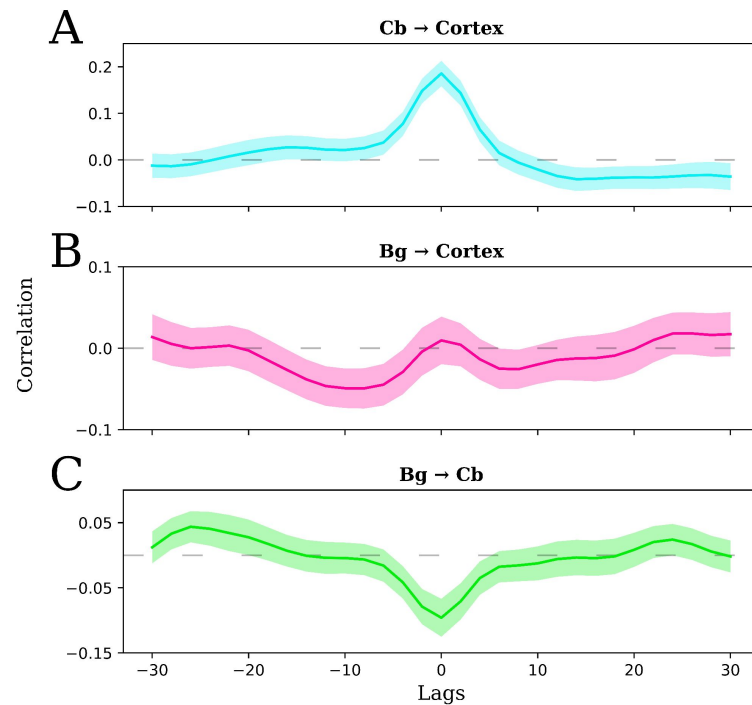 A
Cb → Cortex
0.2
0.1
0.0
−0.1
B
Bg → Cortex
0.1
0.0
−0.1
Correlation
C
Bg → Cb
0.05
−0.05
−0.15
−30 −20 −10 0 10 20 30
Lags